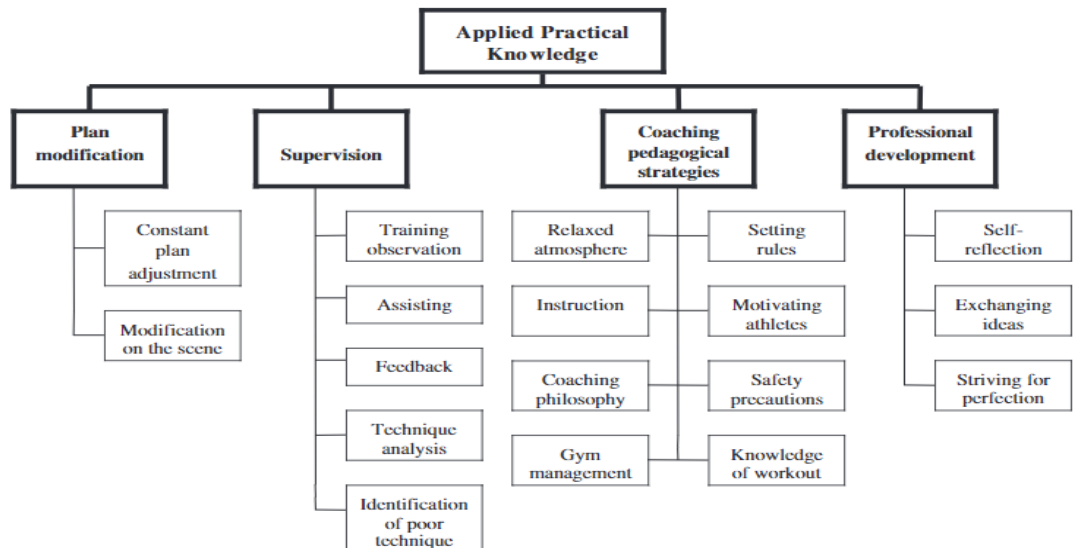 Applied Practical
Knowledge
Plan
modification
Supervision
Coaching
pedagogical
strategies
Professional
development
Constant
plan
adjustment
Modification
on the scene
Training
observation
Assisting
Feedback
Technique
analysis
Identification
of poor
technique
Relaxed
atmosphere
Setting
rules
Instruction
Motivating
athletes
Coaching
philosophy
Safety
precautions
Gym
management
Knowledge
of workout
Self-
reflection
Exchanging
ideas
Striving for
perfection